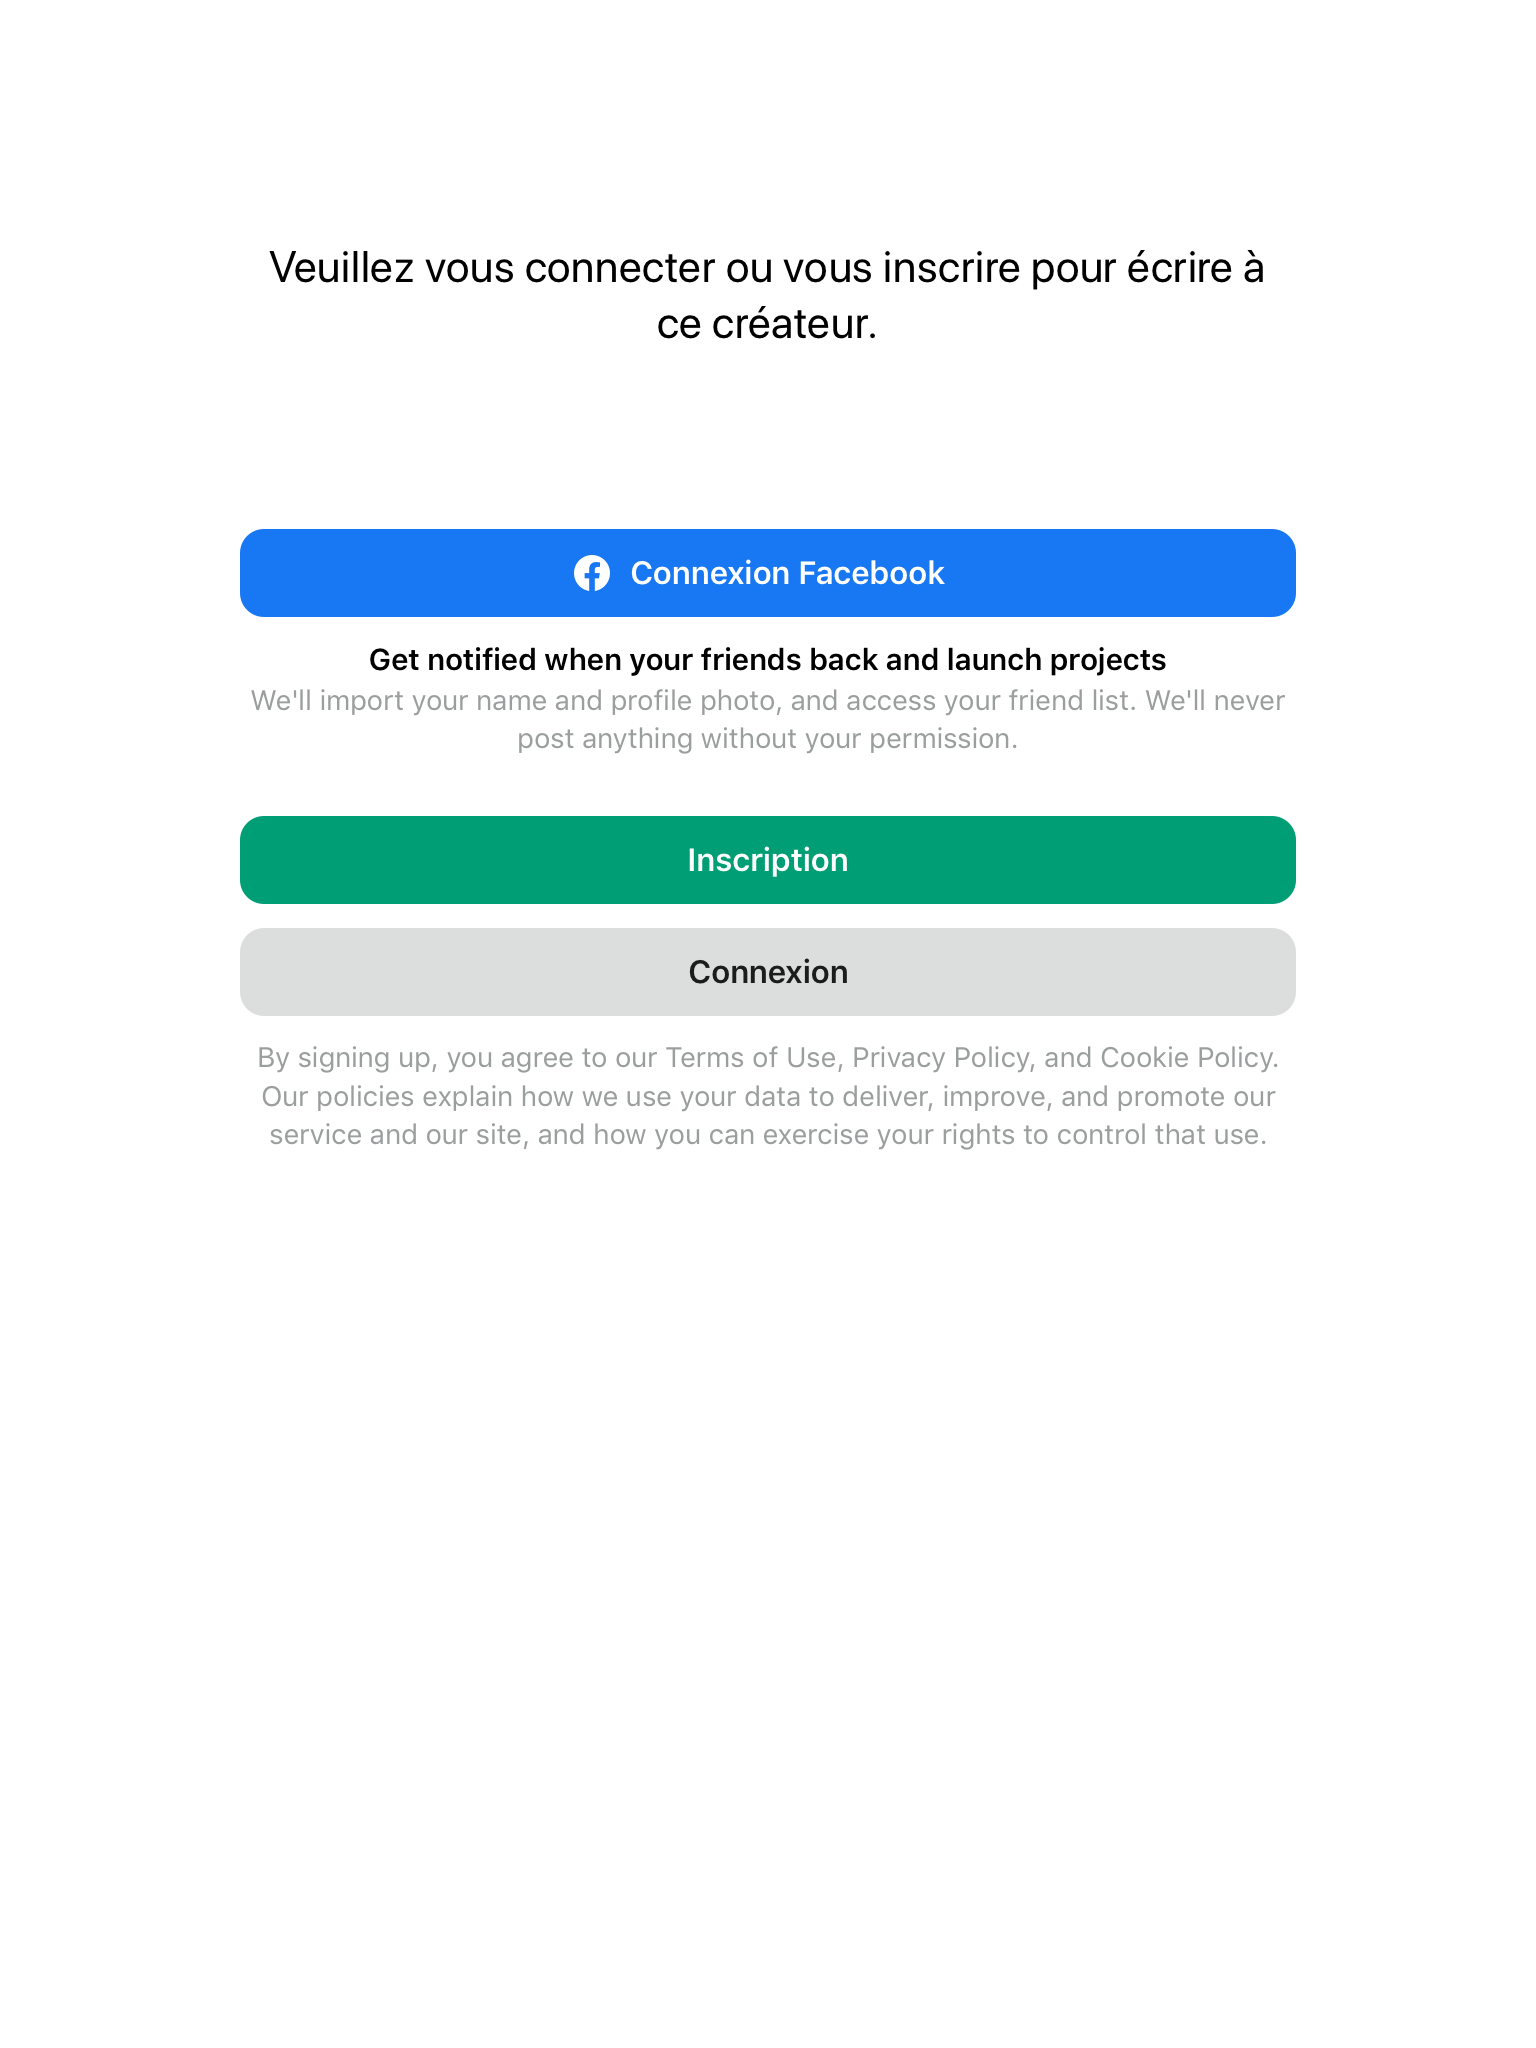 Veuillez vous connecter ou vous inscrire pour écrire à
ce créateur.
Connexion Facebook
Get notified when your friends back and launch projects
We'll import your name and profile photo, and access your friend list. We'll never
post anything without your permission.
Inscription
Connexion
By signing up, you agree to our Terms of Use, Privacy Policy, and Cookie Policy.
Our policies explain how we use your data to deliver, improve, and promote our
service and our site, and how you can exercise your rights to control that use.